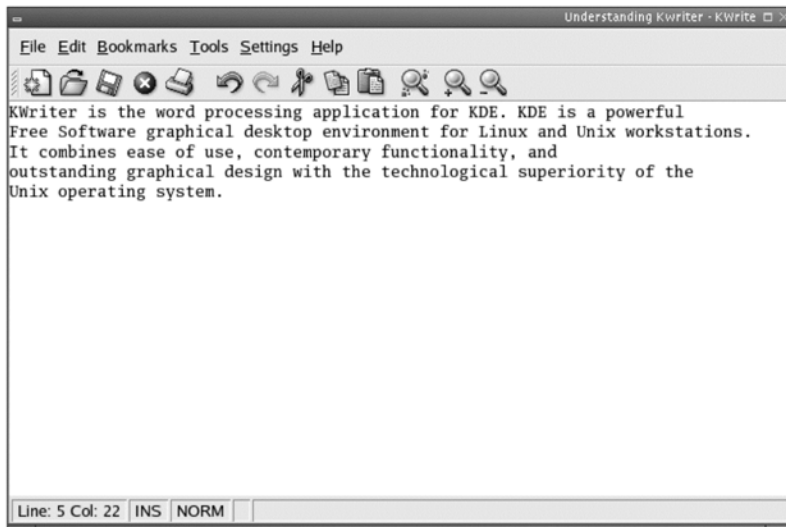 Understanding Kwriter - KWrite
File Edit Bookmarks Tools Settings Help
KWriter is the word processing application for KDE. KDE is a powerful
Free Software graphical desktop environment for Linux and Unix workstations.
It combines ease of use, contemporary functionality, and
outstanding graphical design with the technological superiority of the
Unix operating system.
Line: 5 Col: 22 INS NORM